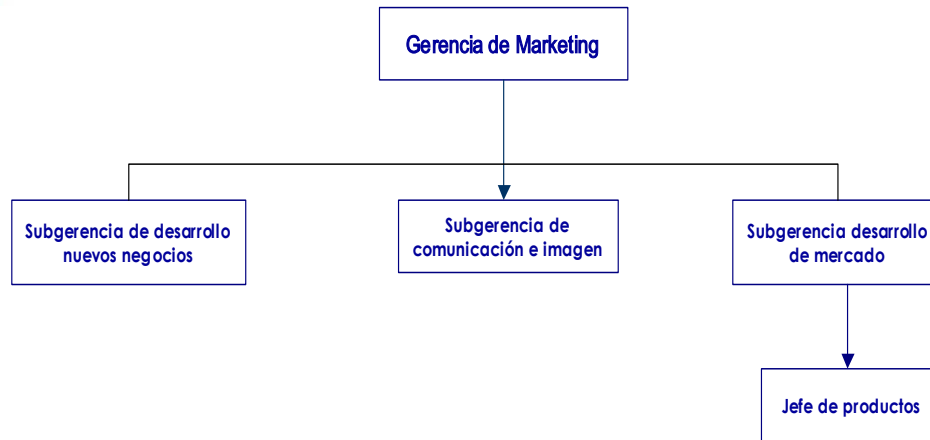 Gerencia de Marketing
Subgerencia de desarrollo
nuevos negocios
Subgerencia de
comunicación e imagen
Subgerencia desarrollo
de mercado
Jefe de productos